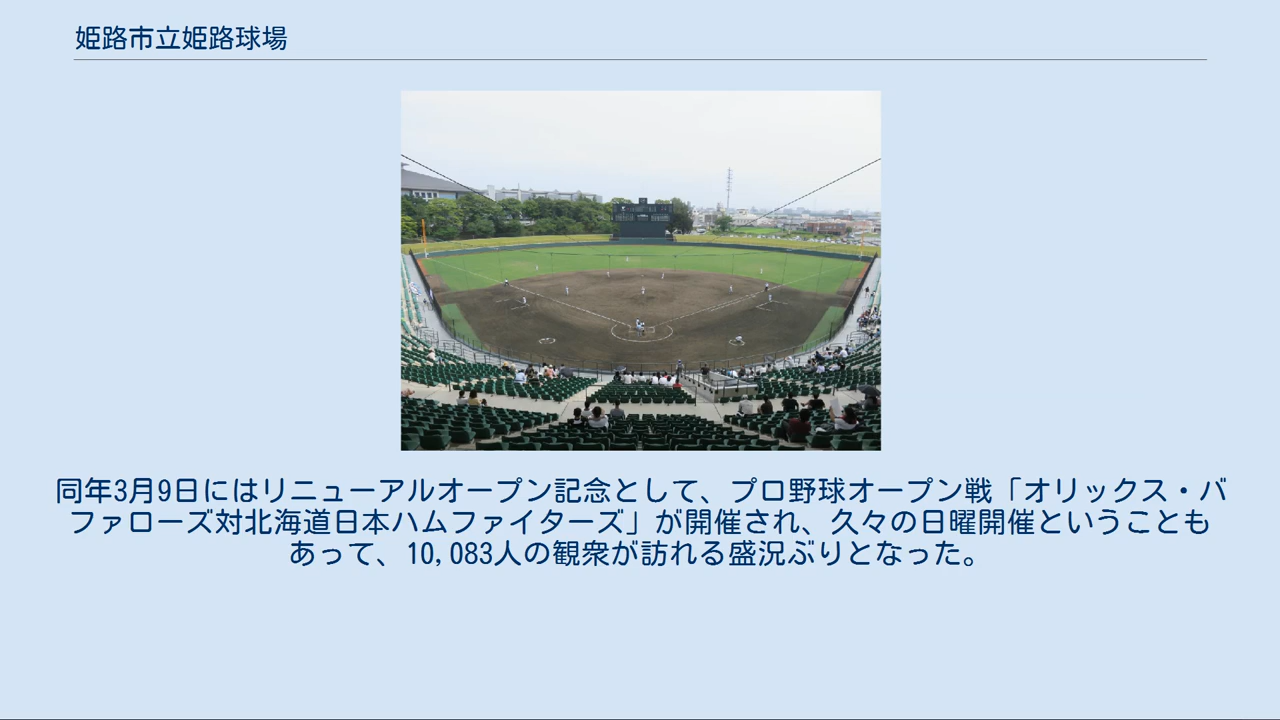 姫路市立姫路球場
同年3月9日にはリニューアルオープン記念として、プロ野球オープン戦「オリックス・バ
ファローズ対北海道日本ハムファイターズ」が開催され、久々の日曜開催ということも
あって、10,083人の観衆が訪れる盛況ぶりとなった。